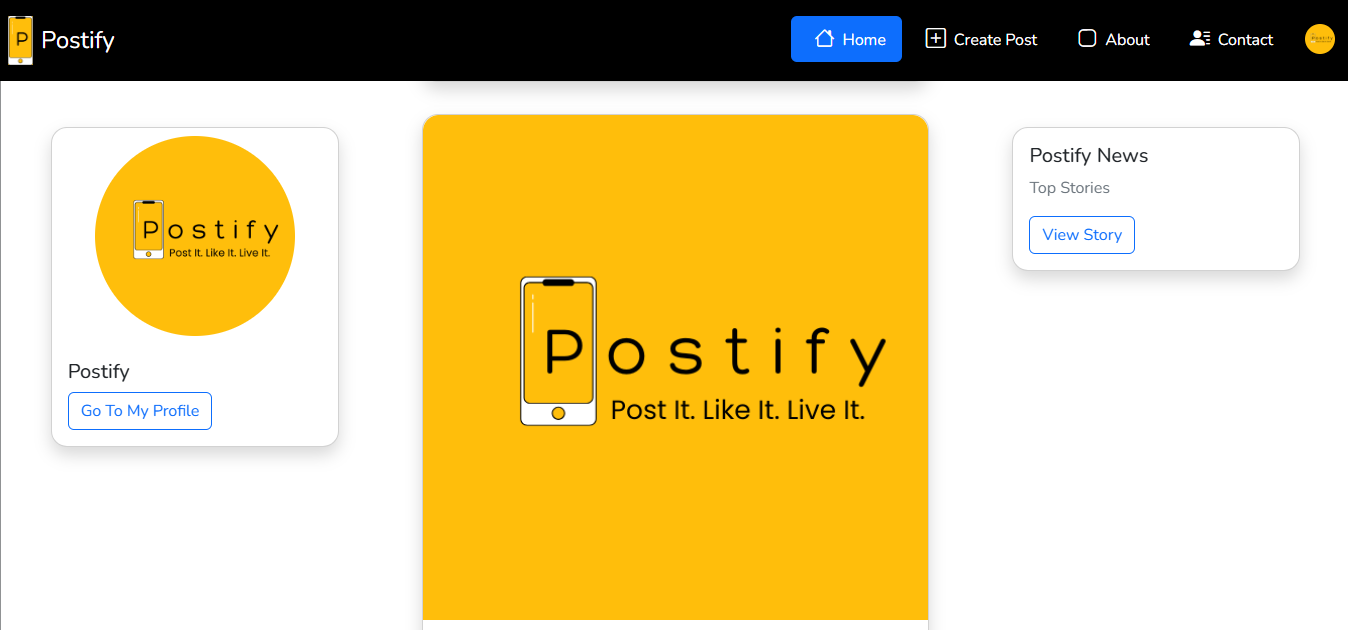 P Postify
Home
Create Post
About
Contact
Postify
Post It. Like It. Live It.
Postify
Go To My Profile
Postify
Post It. Like It. Live It.
Postify News
Top Stories
View Story